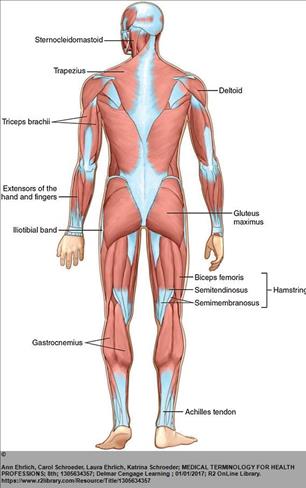 Sternocleidomastoid
Trapezius
Deltoid
Triceps brachii
Extensors of the
hand and fingers
Gluteus
maximus
Iliotibial band
Biceps femoris
Semitendinosus
Hamstring
Semimembranosus
Gastrocnemius
Achilles tendon
©
Ann Ehrlich, Carol Schroeder, Laura Ehrlich, Katrina Schroeder; MEDICAL TERMINOLOGY FOR HEALTH
PROFESSIONS; 8th; 1305634357; Delmar Cengage Learning ; 01/01/2017; R2 OnLine Library.
https://www.r2library.com/Resource/Title/1305634357